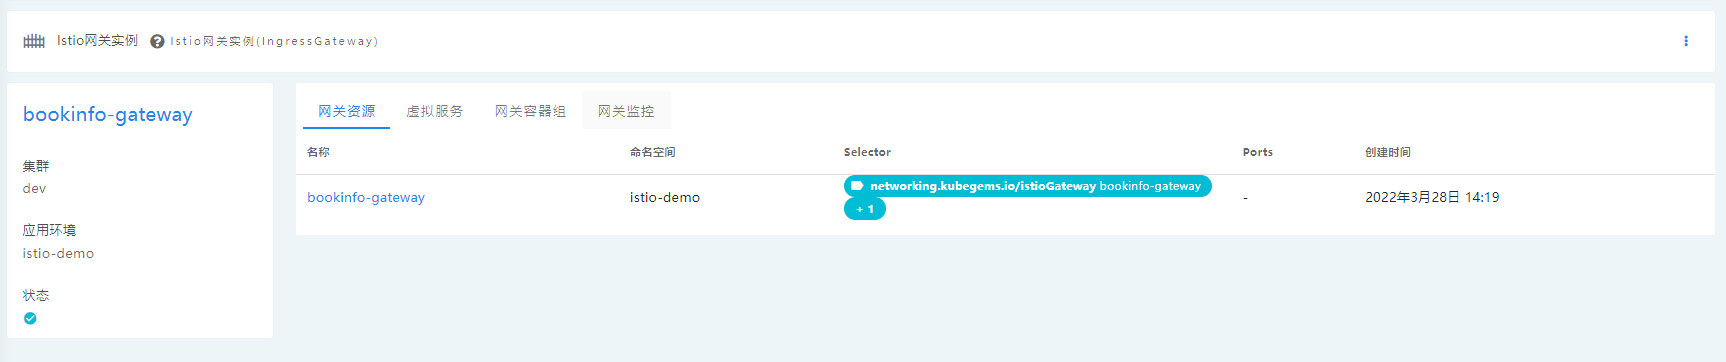 Istio网关实例 Istio网关实例(IngressGateway)
bookinfo-gateway
集群
dev
应用环境
istio-demo
状态
网关资源 虚拟服务 网关容器组 网关监控
名称 命名空间 Selector Ports 创建时间
bookinfo-gateway istio-demo networking.kubegems.io/istioGateway bookinfo-gateway - 2022年3月28日 14:19
+ 1